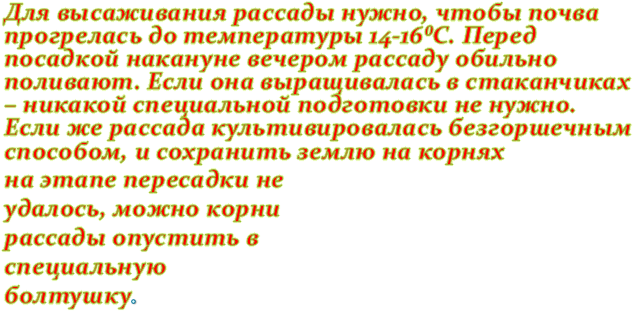 Для высаживания рассады нужно, чтобы почва
прогрелась до температуры 14-16⁰С. Перед
посадкой накануне вечером рассаду обильно
поливают. Если она выращивалась в стаканчиках
– никакой специальной подготовки не нужно.
Если же рассада культивировалась безгоршечным
способом, и сохранить землю на корнях
на этапе пересадки не
удалось, можно корни
рассады опустить в
специальную
болтушку.